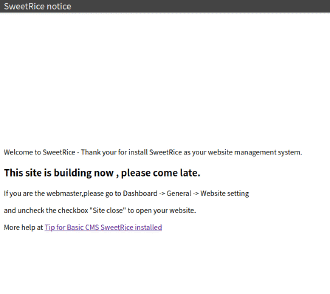 SweetRice notice
Welcome to SweetRice - Thank your for install SweetRice as your website management system.
This site is building now , please come late.
If you are the webmaster,please go to Dashboard -> General -> Website setting
and uncheck the checkbox "Site close" to open your website.
More help at Tip for Basic CMS SweetRice installed